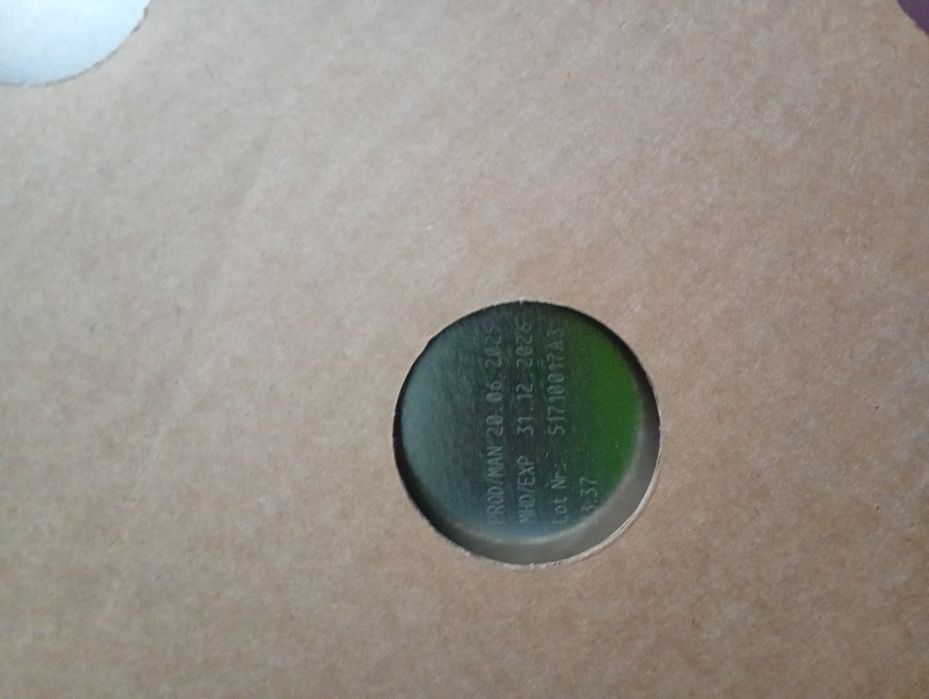 PROD/MAN 20.06.2025
MHD/EXP 31.12.2026
Lot Nr.: 51710017A3
3:37